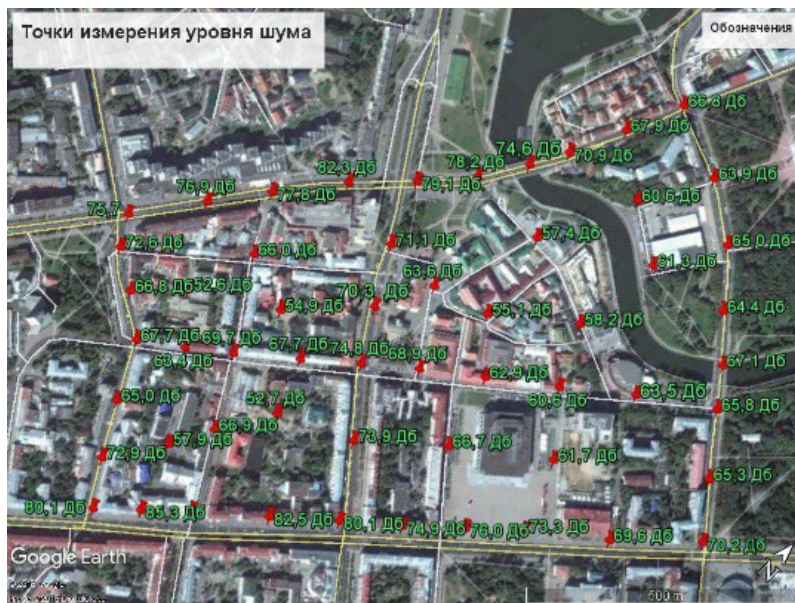 Точки измерения уровня шума
Обозначения
66.8 Дб
67.9 Дб
74.6 Дб
70.9 Дб
78.2 Дб
82.3 Дб
79.1 Дб
63.9 Дб
76.9 Дб
77.8 Дб
60.6 Дб
75.7
72.6 Дб
66.0 Дб
71.1 Дб
57.4 Дб
65.0 Дб
61.3 Дб
66.8 Дб
52.6 Дб
63.6 Дб
54.9 Дб
70.3 Дб
55.1 Дб
58.2 Дб
64.4 Дб
67.7 Дб
69.7 Дб
63.4 Дб
67.7 Дб
74.8 Дб
68.9 Дб
62.9 Дб
60.6 Дб
63,5 Дб
67,1 Дб
65.0 Дб
52,7 Дб
65.8 Дб
57,9 Дб
66,9 Дб
73,9 Дб
66,7 Дб
61,7 Дб
72,9 Дб
65,3 Дб
80,1 Дб
85,3 Дб
82,5 Дб
80,1 Дб
74,9 Дб
76,0 Дб
73,3 Дб
69,6 Дб
70,2 Дб
Google Earth
500 m